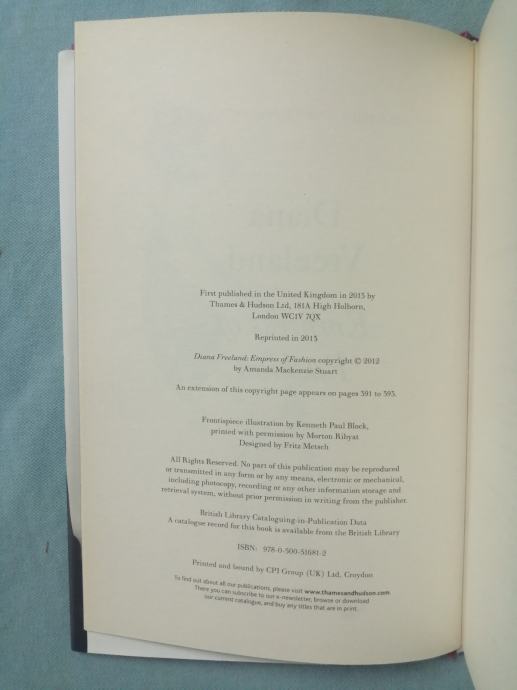 First published in the United Kingdom in 2013 by
Thames & Hudson Ltd, 181A High Holborn,
London WC1V 7QX
Reprinted in 2013
Diana Freeland: Empress of Fashion copyright © 2012
by Amanda Mackenzie Stuart
An extension of this copyright page appears on pages 391 to 393.
Frontispiece illustration by Kenneth Paul Block,
printed with permission by Morton Ribyat
Designed by Fritz Metsch
All Rights Reserved. No part of this publication may be reproduced
or transmitted in any form or by any means, electronic or mechanical,
including photocopy, recording or any other information storage and
retrieval system, without prior permission in writing from the publisher.
British Library Cataloguing-in-Publication Data
A catalogue record for this book is available from the British Library
ISBN: 978-0-500-51681-2
Printed and bound by CPI Group (UK) Ltd, Croydon
To find out about all our publications, please visit www.thamesandhudson.com.
There you can subscribe to our e-newsletter, browse or download
our current catalogue, and buy any titles that are in print.